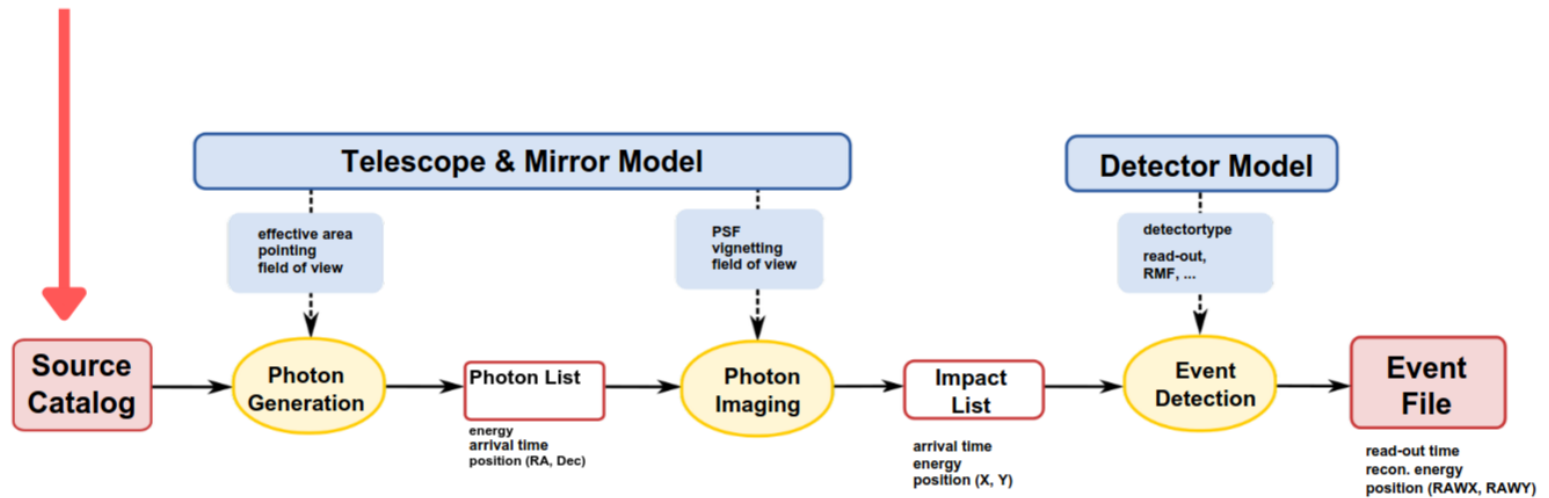 Telescope & Mirror Model
Detector Model
effective area
pointing
field of view
PSF
vignetting
field of view
detectortype
read-out,
RMF, ...
Source
Catalog
Photon
Generation
Photon List
energy
arrival time
position (RA, Dec)
Photon
Imaging
Impact
List
arrival time
energy
position (X, Y)
Event
Detection
Event
File
read-out time
recon. energy
position (RAWX, RAWY)